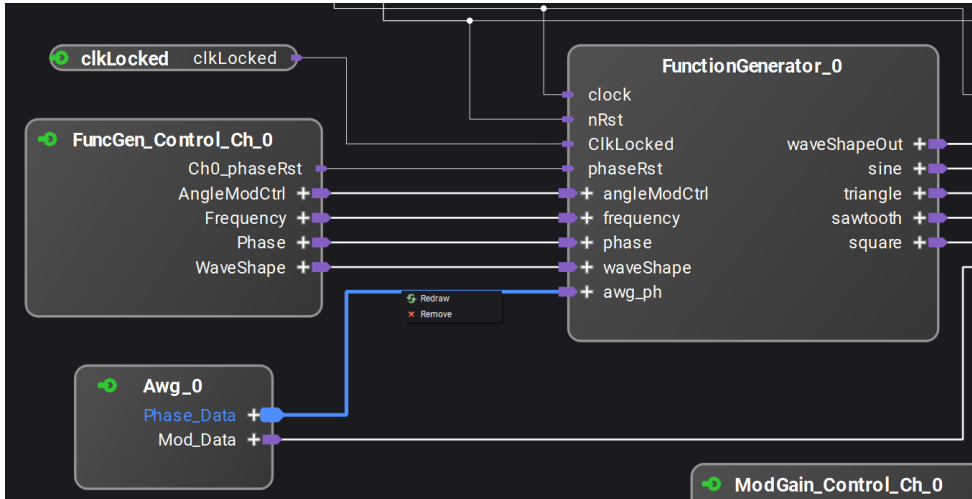 clkLocked clkLocked
FuncGen_Control_Ch_0
Ch0_phaseRst
AngleModCtrl
Frequency
Phase
WaveShape
FunctionGenerator_0
clock
nRst
ClkLocked
phaseRst
angleModCtrl
frequency
phase
waveShape
awg_ph
waveShapeOut
sine
triangle
sawtooth
square
Redraw
Remove
Awg_0
Phase_Data
Mod_Data
ModGain_Control_Ch_0